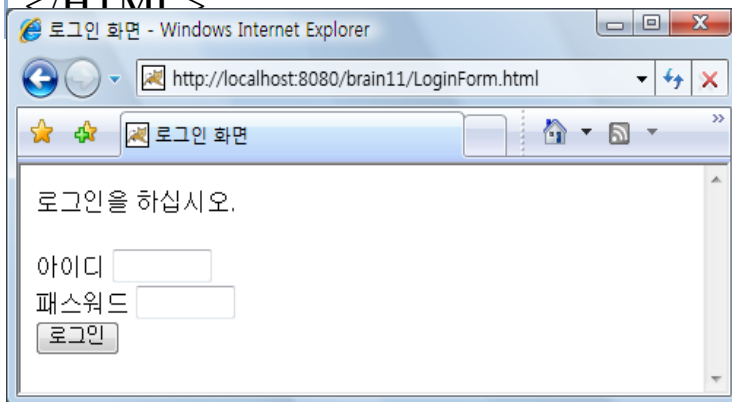 </HTML>
로그인 화면 - Windows Internet Explorer
http://localhost:8080/brain11/LoginForm.html
로그인 화면
로그인을 하십시오.
아이디
패스워드
로그인